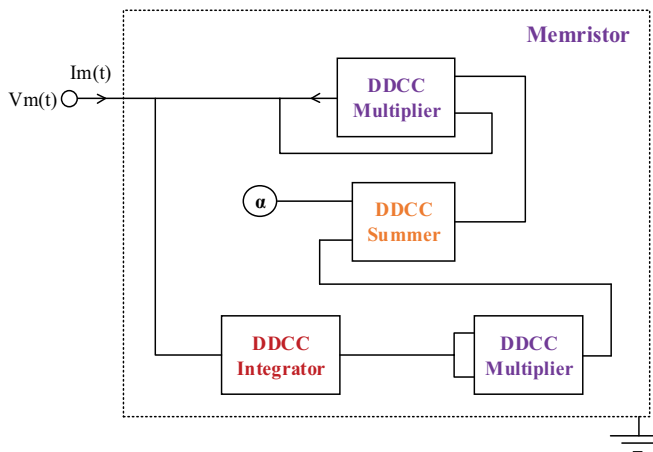 Memristor
Im(t)
Vm(t)
DDCC
Multiplier
α
DDCC
Summer
DDCC
Integrator
DDCC
Multiplier